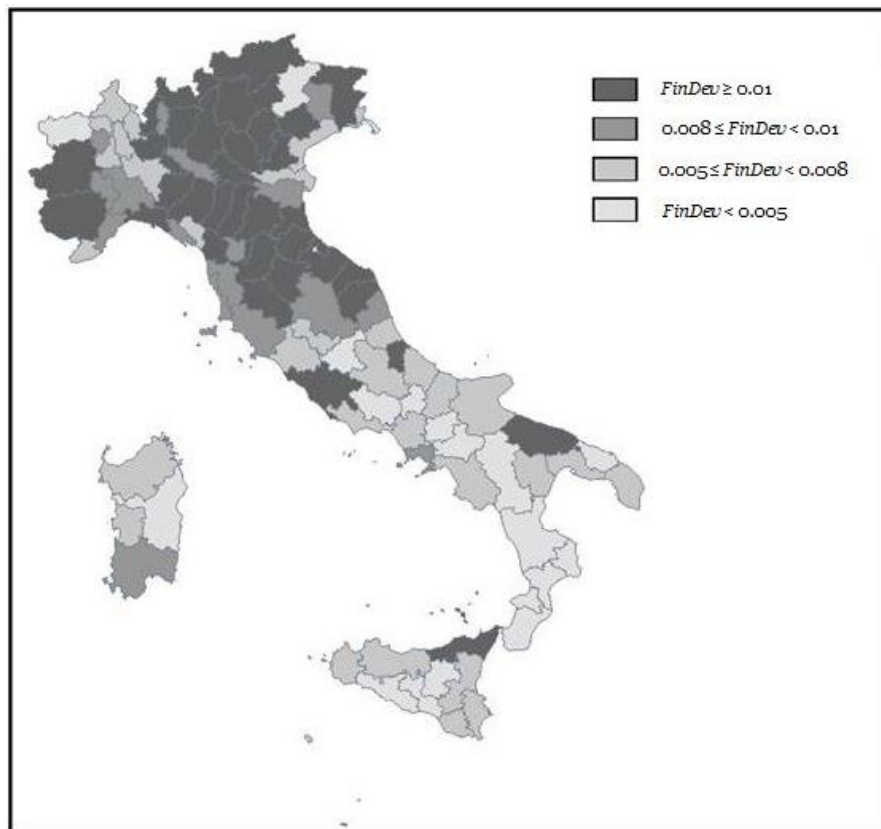 FinDev ≥ 0.01
0.008 ≤ FinDev < 0.01
0.005 ≤ FinDev < 0.008
FinDev < 0.005